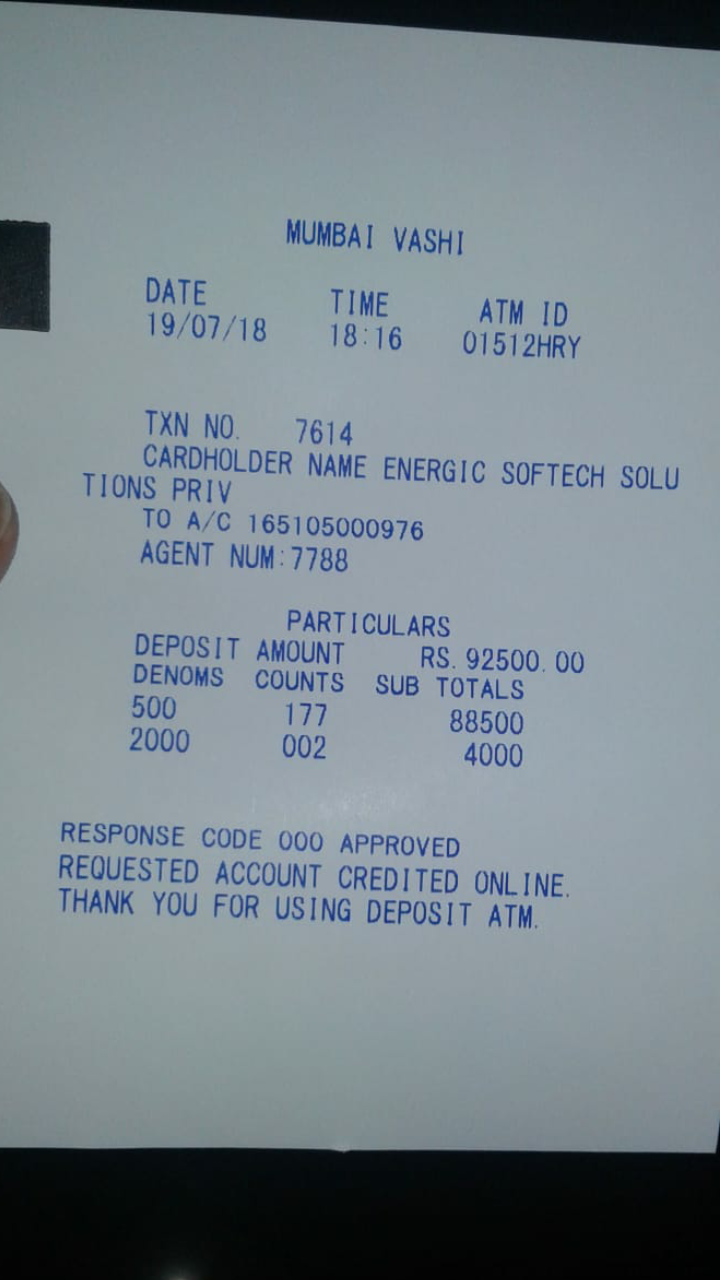 MUMBAI VASHI
DATE TIME ATM ID
19/07/18 18:16 01512HRY
TXN NO. 7614
CARDHOLDER NAME ENERGIC SOFTECH SOLU
TIONS PRIV
TO A/C 165105000976
AGENT NUM:7788
PARTICULARS
DEPOSIT AMOUNT RS. 92500.00
DENOMS COUNTS SUB TOTALS
500 177 88500
2000 002 4000
RESPONSE CODE 000 APPROVED
REQUESTED ACCOUNT CREDITED ONLINE.
THANK YOU FOR USING DEPOSIT ATM.